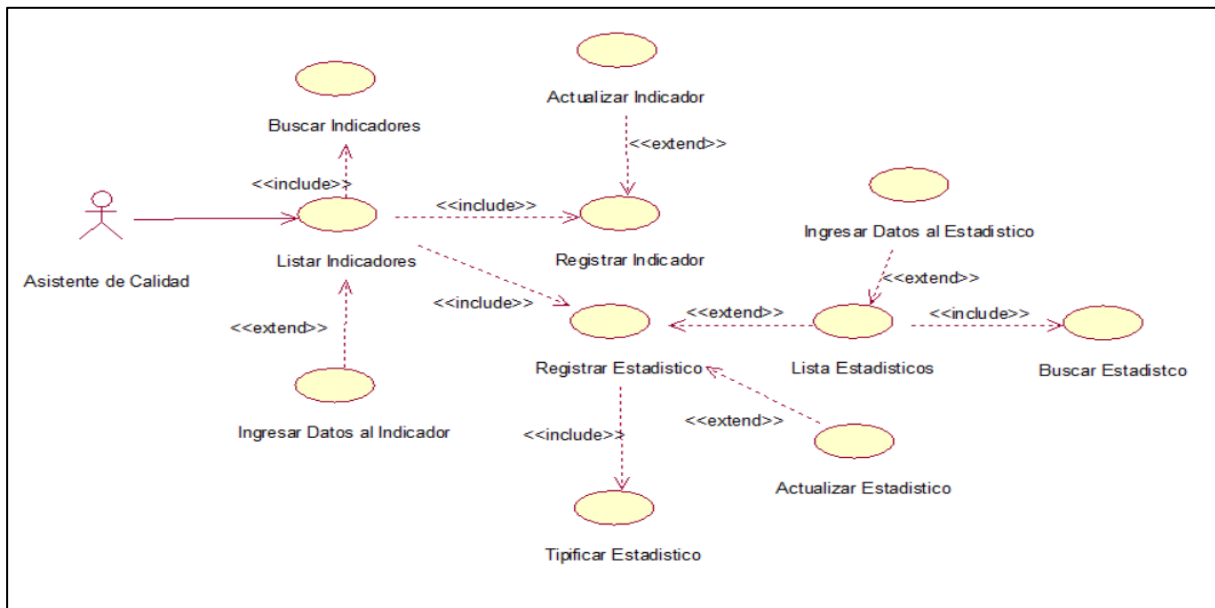 Actualizar Indicador
Buscar Indicadores
<<extend>>
<<include>>
<<include>>
Ingresar Datos al Estadistico
Listar Indicadores
Registrar Indicador
Asistente de Calidad
<<extend>>
<<include>>
<<extend>>
<<extend>>
<<include>>
Registrar Estadistico
Lista Estadisticos
Buscar Estadistco
<<extend>>
Ingresar Datos al Indicador
<<include>>
Actualizar Estadistico
Tipificar Estadistico